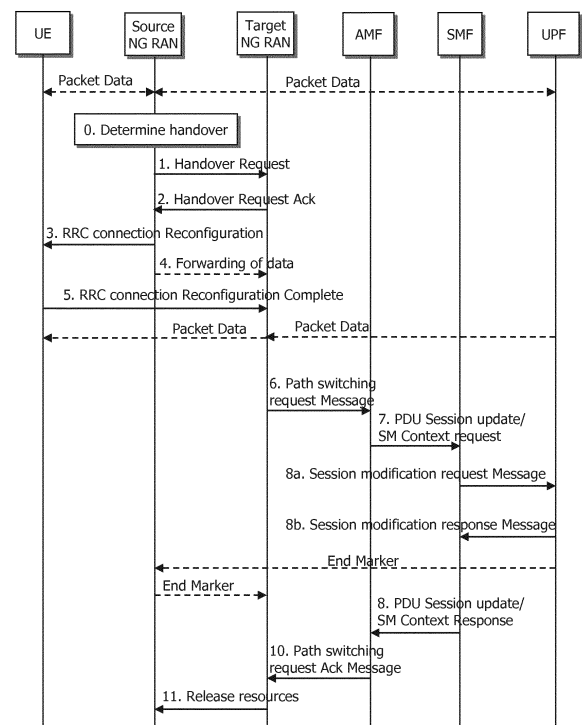 UE
Source
NG RAN
Target
NG RAN
AMF
SMF
UPF
Packet Data
Packet Data
0. Determine handover
1. Handover Request
2. Handover Request Ack
3. RRC connection Reconfiguration
4. Forwarding of data
5. RRC connection Reconfiguration Complete
Packet Data
Packet Data
6. Path switching
request Message
7. PDU Session update/
SM Context request
8a. Session modification request Message
8b. Session modification response Message
End Marker
End Marker
8. PDU Session update/
SM Context Response
10. Path switching
request Ack Message
11. Release resources